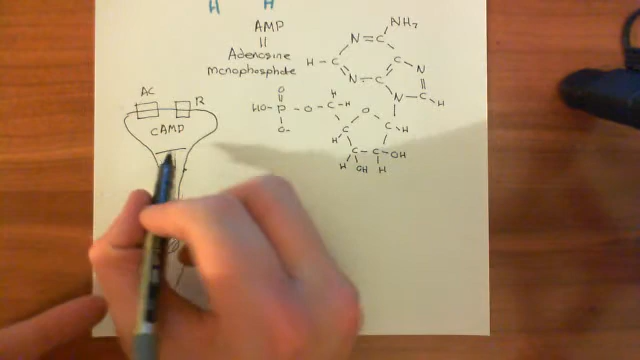 H H
AMP
=
Adenosine
monophosphate
AC
R
cAMP
NH2
N=C
H-C
C
N
N=C
N-C
H
O
HO-P-O-C-H
O-
H
O
C
C-H
H
C-C-OH
H OH H